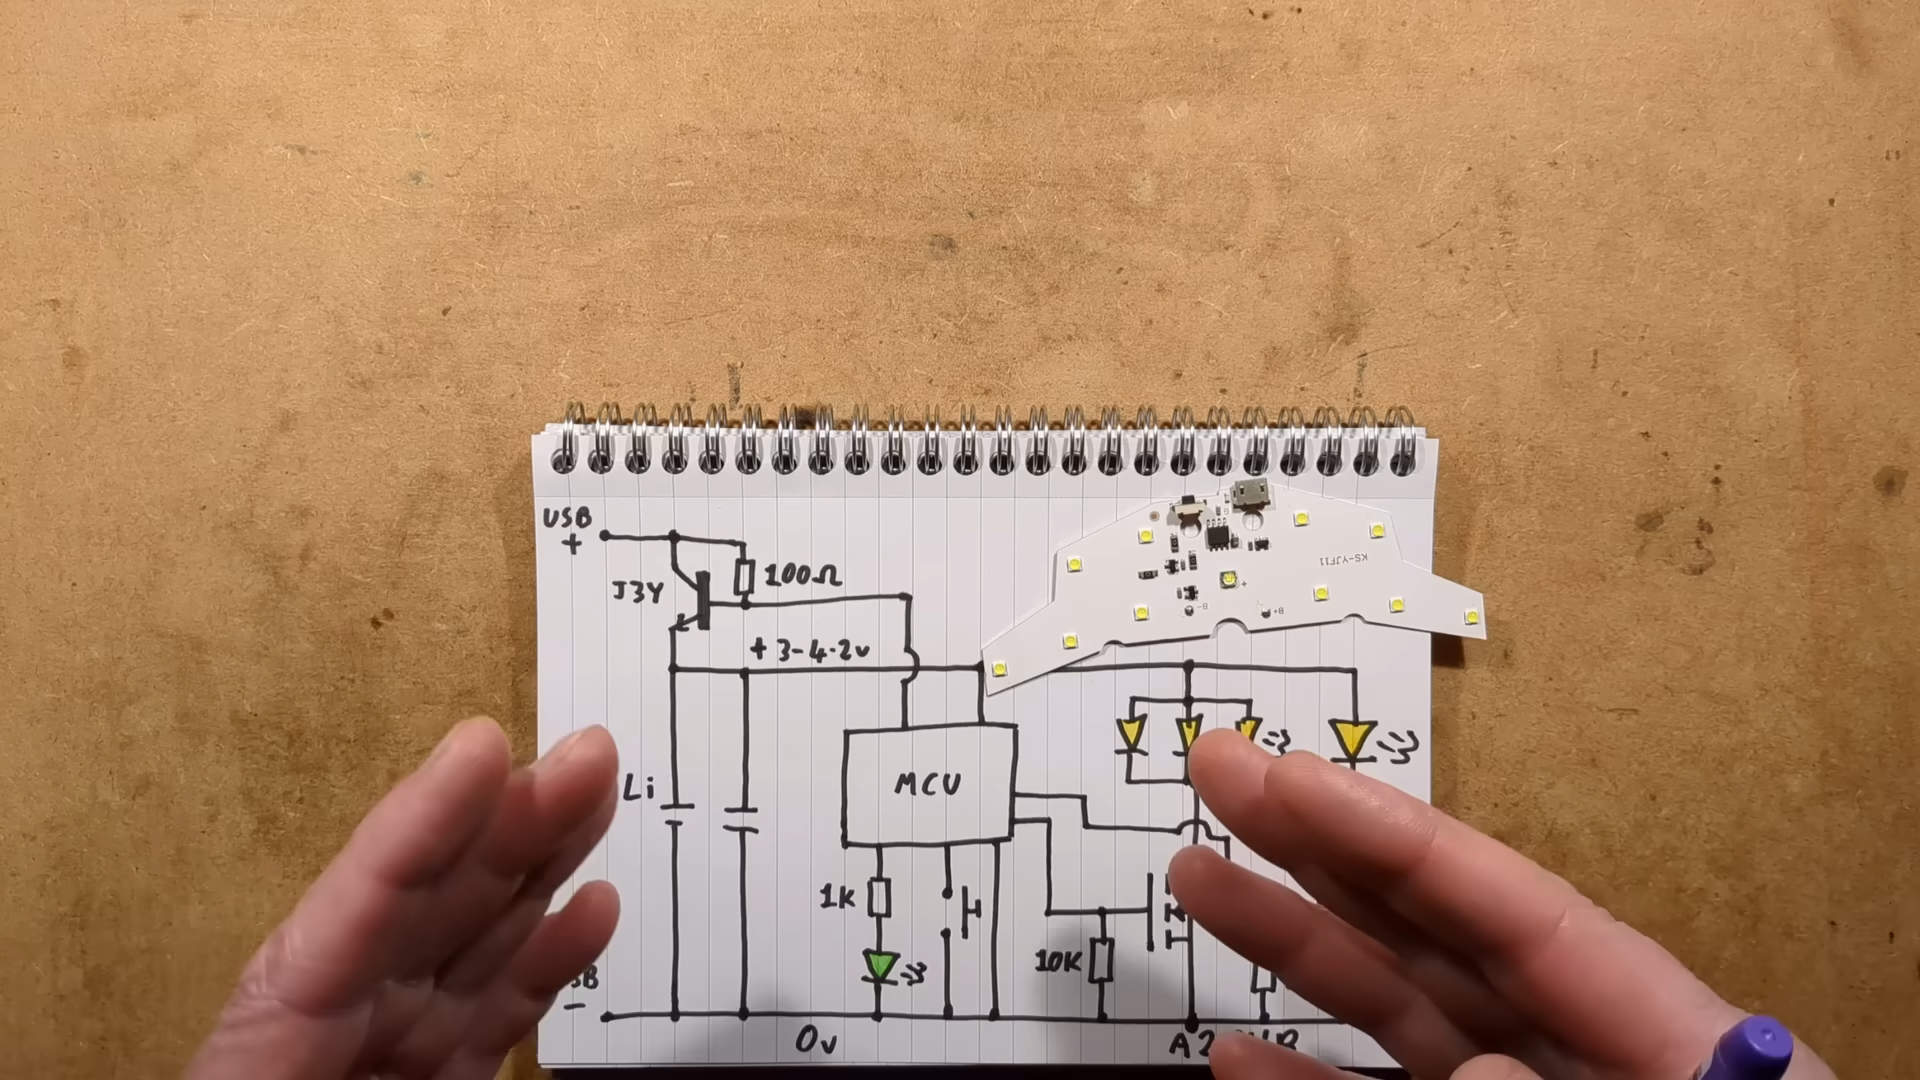 USB
+
J3Y
100Ω
+ 3-4.2v
KS-YJF11
B-
B+
+
Li
MCU
1K
10K
-
0v